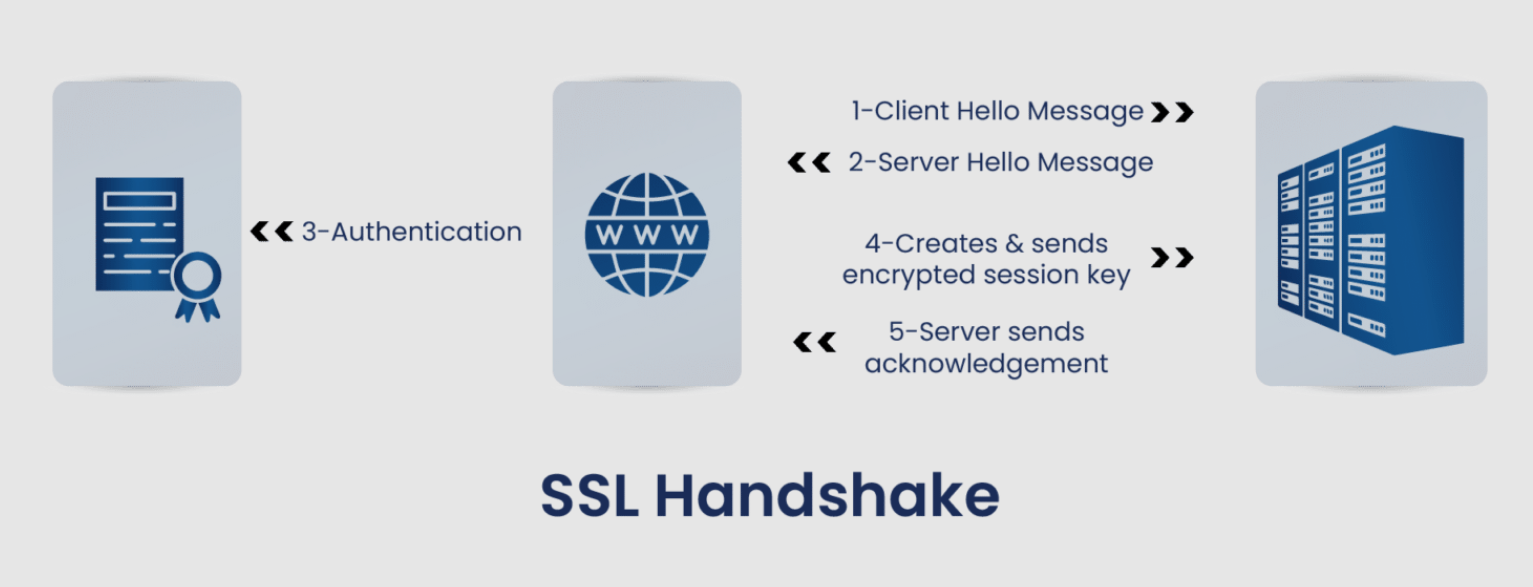 1-Client Hello Message
2-Server Hello Message
3-Authentication
WWW
4-Creates & sends
encrypted session key
5-Server sends
acknowledgement
SSL Handshake